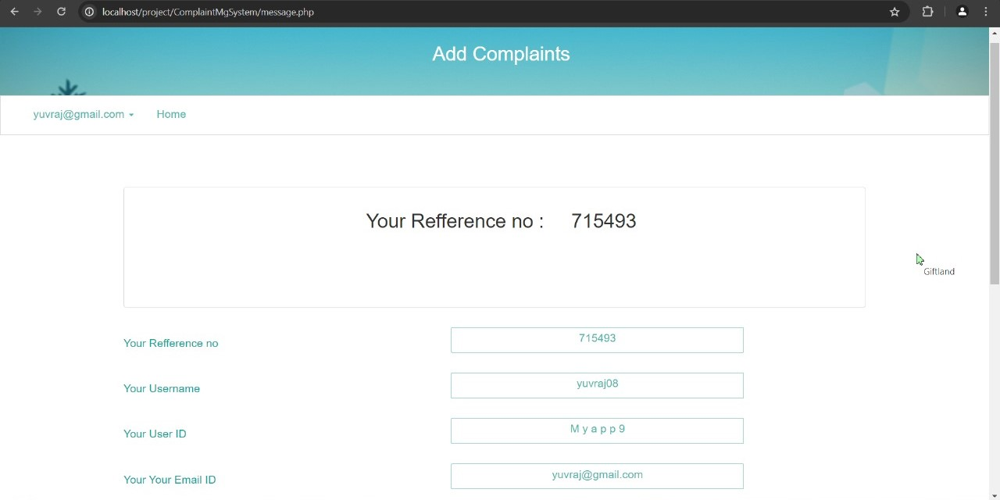 localhost/project/ComplaintMgSystem/message.php
Add Complaints
yuvraj@gmail.com Home
Your Refference no : 715493
Giftland
Your Refference no 715493
Your Username yuvraj08
Your User ID M y a p p 9
Your Your Email ID yuvraj@gmail.com